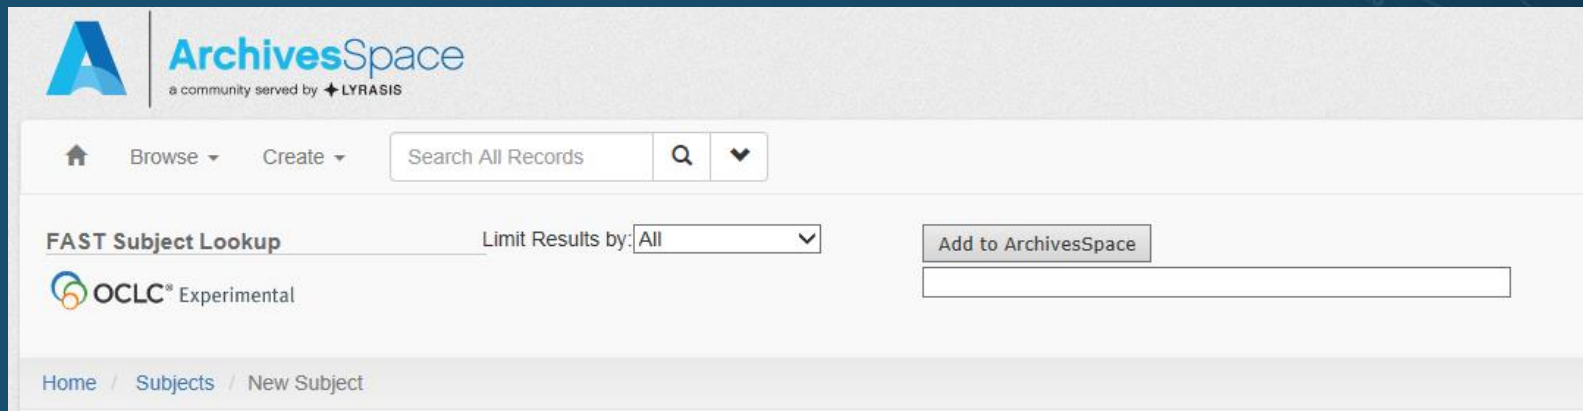 ArchivesSpace
a community served by LYRASIS
Browse Create Search All Records
FAST Subject Lookup Limit Results by: All Add to ArchivesSpace
OCLC® Experimental
Home / Subjects / New Subject